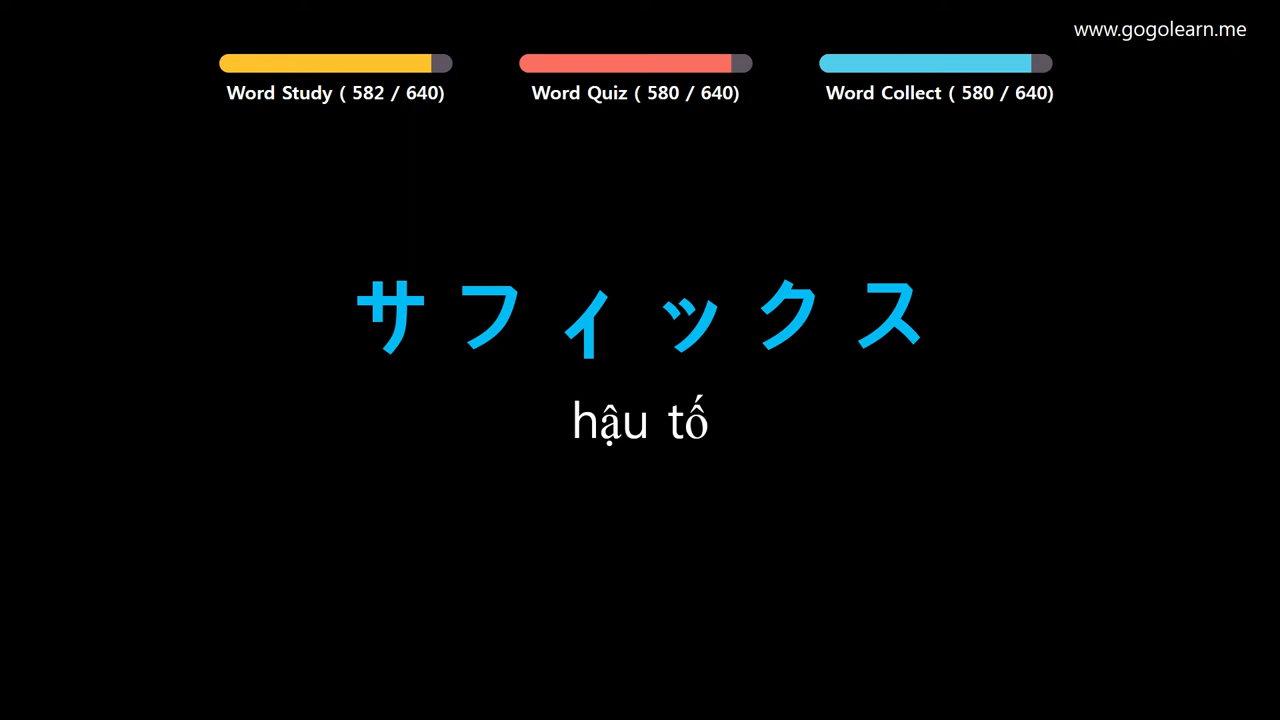 www.gogolearn.me
Word Study ( 582 / 640)
Word Quiz ( 580 / 640)
Word Collect ( 580 / 640)
サフィックス
hậu tố